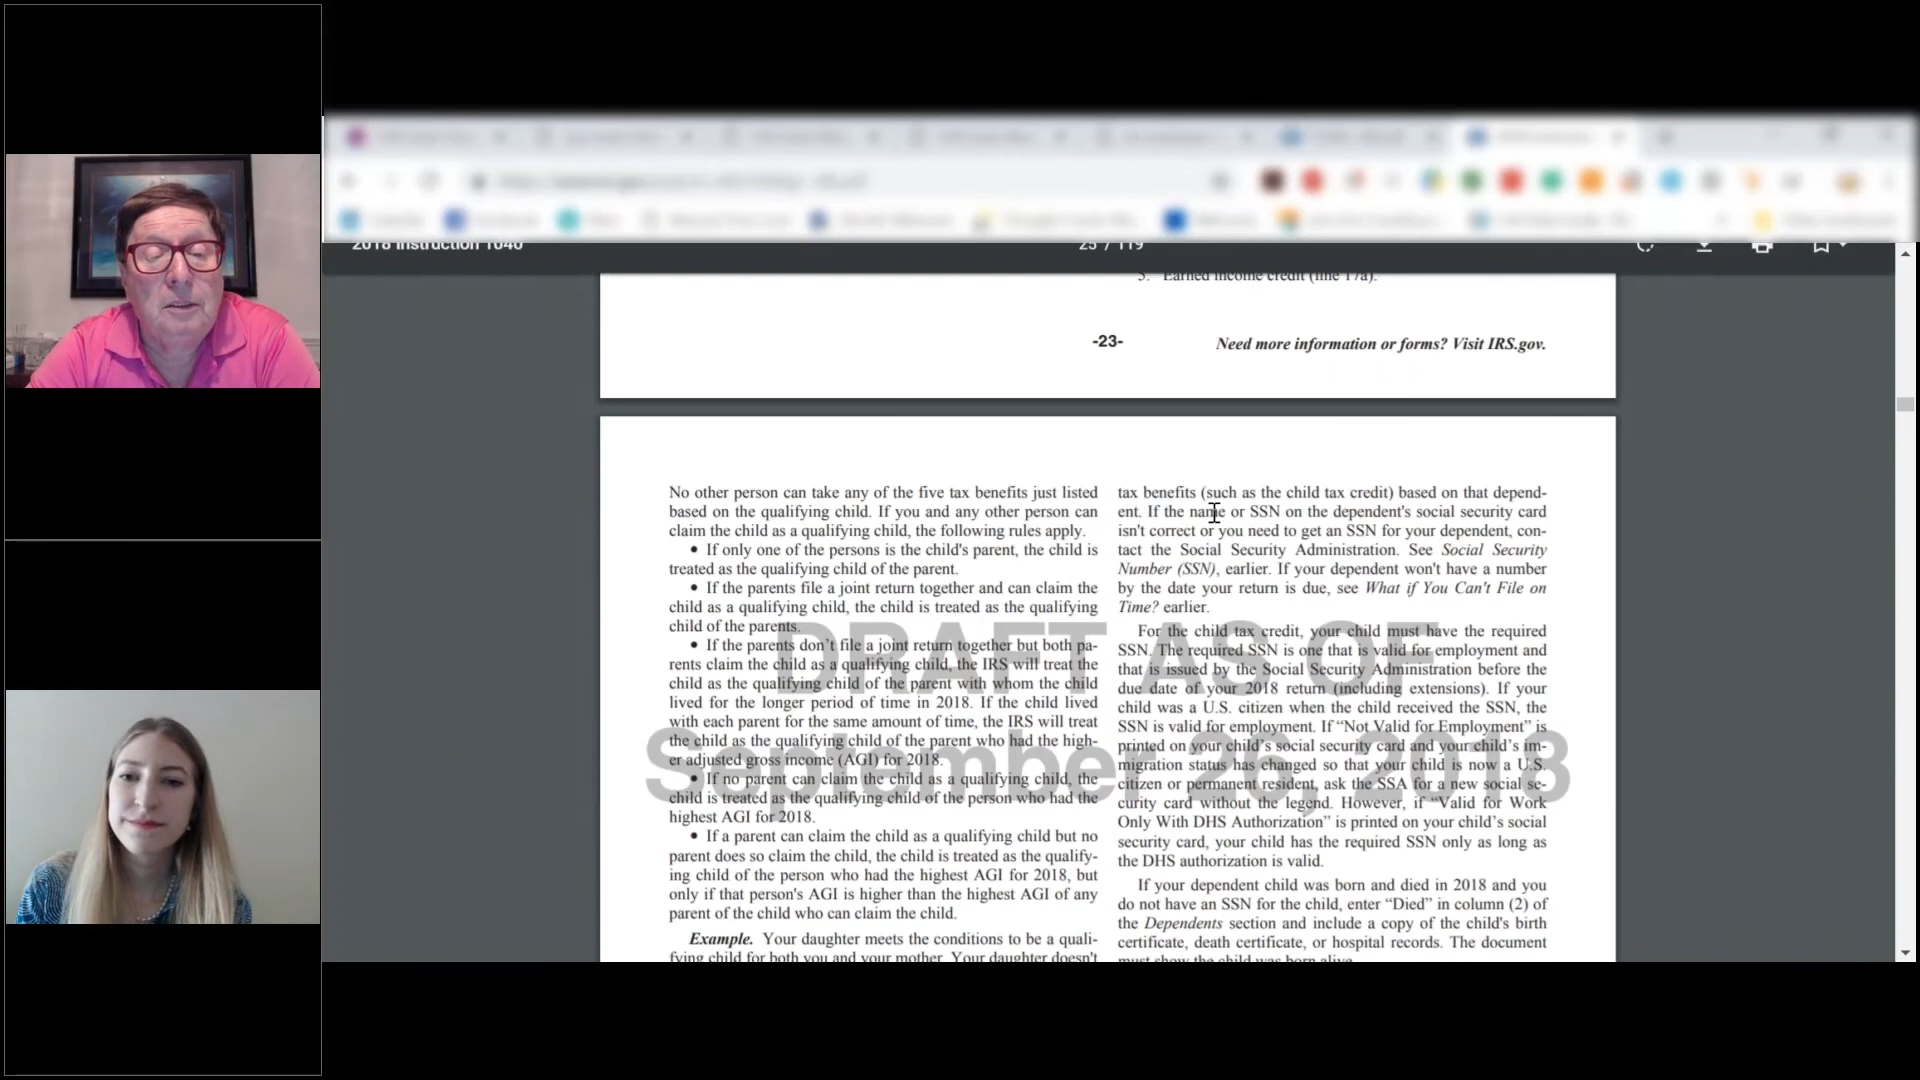 2018 Instruction 1040
25 / 119
5. Earned income credit (line 17a).
-23-
Need more information or forms? Visit IRS.gov.
No other person can take any of the five tax benefits just listed
based on the qualifying child. If you and any other person can
claim the child as a qualifying child, the following rules apply.
• If only one of the persons is the child's parent, the child is
treated as the qualifying child of the parent.
• If the parents file a joint return together and can claim the
child as a qualifying child, the child is treated as the qualifying
child of the parents.
• If the parents don't file a joint return together but both pa-
rents claim the child as a qualifying child, the IRS will treat the
child as the qualifying child of the parent with whom the child
lived for the longer period of time in 2018. If the child lived
with each parent for the same amount of time, the IRS will treat
the child as the qualifying child of the parent who had the high-
er adjusted gross income (AGI) for 2018.
• If no parent can claim the child as a qualifying child, the
child is treated as the qualifying child of the person who had the
highest AGI for 2018.
• If a parent can claim the child as a qualifying child but no
parent does so claim the child, the child is treated as the qualify-
ing child of the person who had the highest AGI for 2018, but
only if that person's AGI is higher than the highest AGI of any
parent of the child who can claim the child.
Example. Your daughter meets the conditions to be a quali-
fying child for both you and your mother. Your daughter doesn't
tax benefits (such as the child tax credit) based on that depend-
ent. If the name or SSN on the dependent's social security card
isn't correct or you need to get an SSN for your dependent, con-
tact the Social Security Administration. See Social Security
Number (SSN), earlier. If your dependent won't have a number
by the date your return is due, see What if You Can't File on
Time? earlier.
For the child tax credit, your child must have the required
SSN. The required SSN is one that is valid for employment and
that is issued by the Social Security Administration before the
due date of your 2018 return (including extensions). If your
child was a U.S. citizen when the child received the SSN, the
SSN is valid for employment. If “Not Valid for Employment” is
printed on your child's social security card and your child's im-
migration status has changed so that your child is now a U.S.
citizen or permanent resident, ask the SSA for a new social se-
curity card without the legend. However, if “Valid for Work
Only With DHS Authorization” is printed on your child's social
security card, your child has the required SSN only as long as
the DHS authorization is valid.
If your dependent child was born and died in 2018 and you
do not have an SSN for the child, enter “Died” in column (2) of
the Dependents section and include a copy of the child's birth
certificate, death certificate, or hospital records. The document
must show the child was born alive.
DRAFT AS OF
September 26, 2018